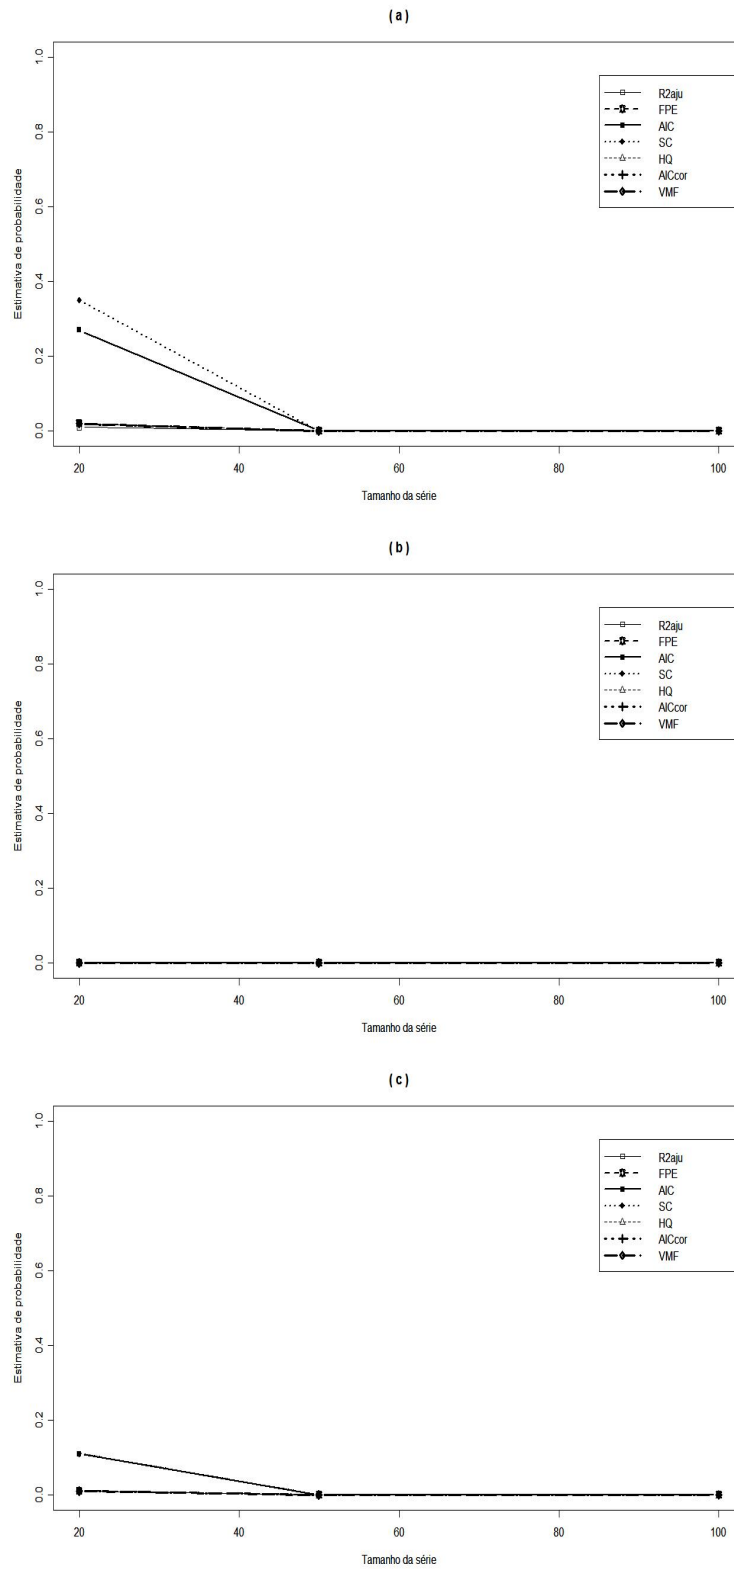 ( a )
Estimativa de probabilidade
1.0
0.8
0.6
0.4
0.2
0.0
R2aju
FPE
AIC
SC
HQ
AICcor
VMF
20 40 60 80 100
Tamanho da série
( b )
Estimativa de probabilidade
1.0
0.8
0.6
0.4
0.2
0.0
R2aju
FPE
AIC
SC
HQ
AICcor
VMF
20 40 60 80 100
Tamanho da série
( c )
Estimativa de probabilidade
1.0
0.8
0.6
0.4
0.2
0.0
R2aju
FPE
AIC
SC
HQ
AICcor
VMF
20 40 60 80 100
Tamanho da série